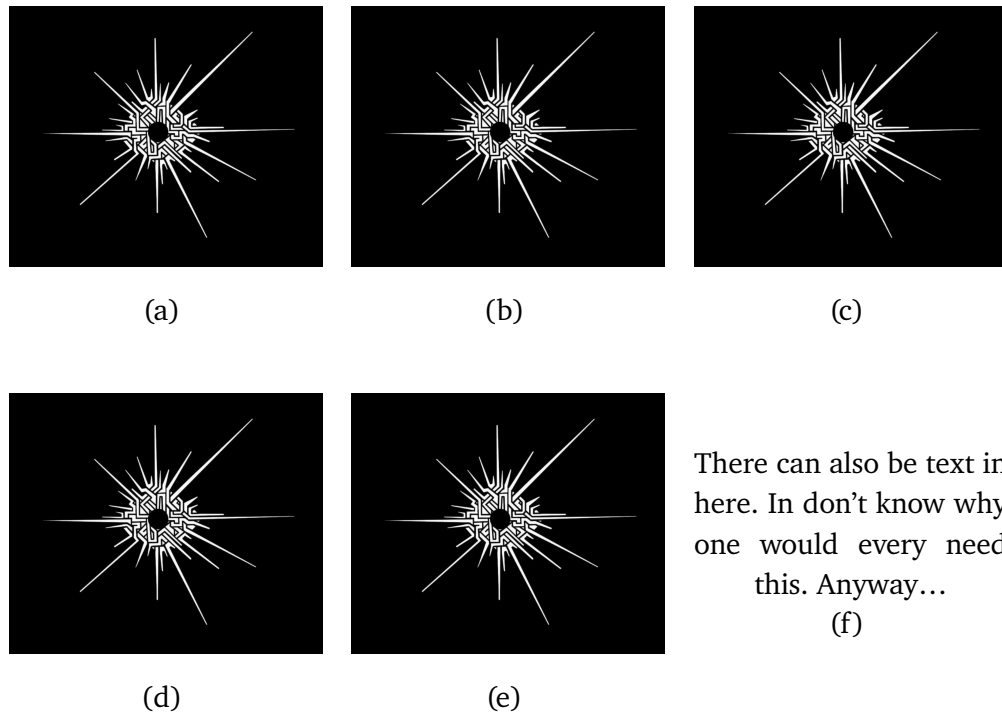 (a)
(b)
(c)
There can also be text in
here. In don’t know why
one would every need
this. Anyway…
(f)
(d)
(e)